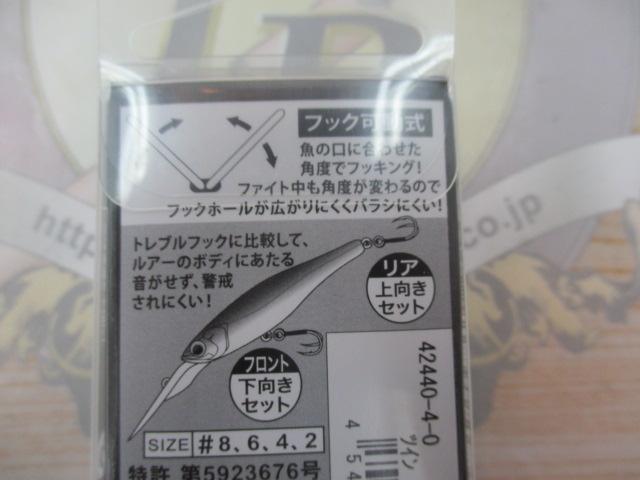 フック可動式
魚の口に合わせた
角度でフッキング!
ファイト中も角度が変わるので
フックホールが広がりにくくバラシにくい!
トレブルフックに比較して、
ルアーのボディにあたる
音がせず、警戒
されにくい!
リア
上向き
セット
フロント
下向き
セット
SIZE #8、6、4、2
特許 第5923676号
42440-4-0
ツイン
4 54
http
co.jp